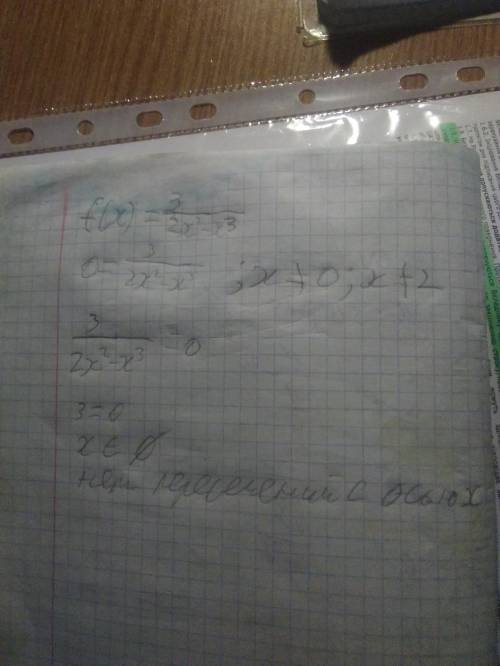 f(x) = 3/(2x²-x³)
0 = 3/(2x²-x³) ; x ≠ 0 ; x ≠ 2
3/(2x²-x³) = 0
3 = 0
x ∈ ∅
нет пересечений с осью х